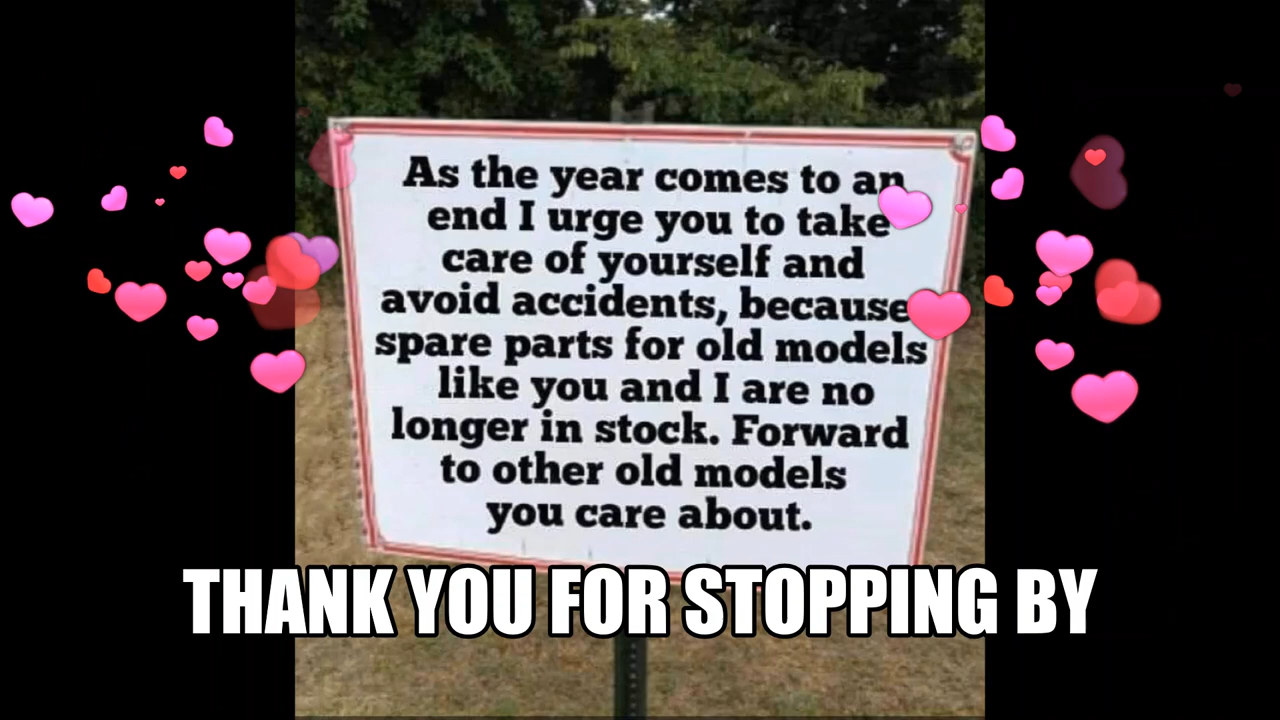 As the year comes to an
end I urge you to take
care of yourself and
avoid accidents, because
spare parts for old models
like you and I are no
longer in stock. Forward
to other old models
you care about.
THANK YOU FOR STOPPING BY